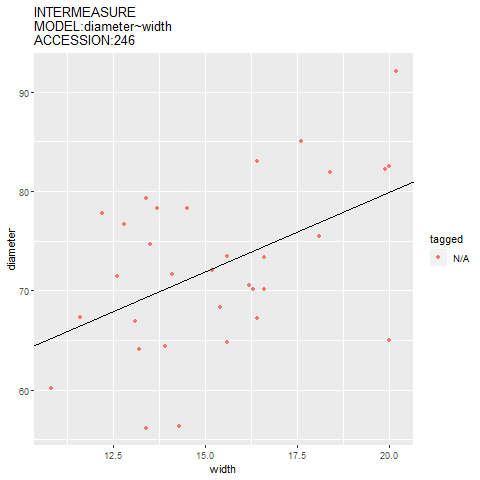 INTERMEASURE
MODEL:diameter~width
ACCESSION:246
90
80
70
60
diameter
12.5
15.0
17.5
20.0
width
tagged
N/A